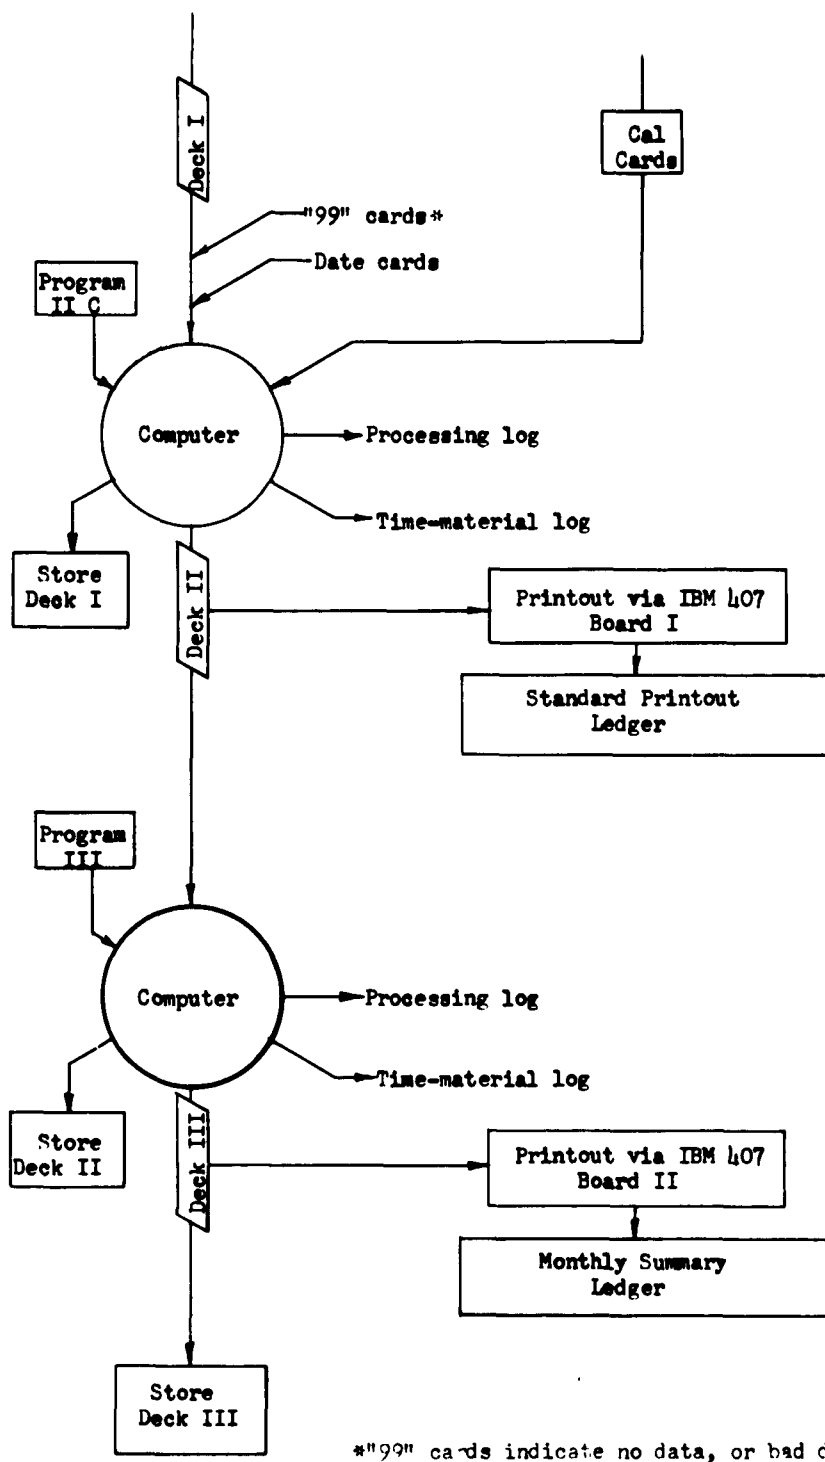 Deck I
Cal
Cards
"99" cards*
Date cards
Program
II C
Computer
Processing log
Time-material log
Store
Deck I
Deck II
Printout via IBM 407
Board I
Standard Printout
Ledger
Program
III
Computer
Processing log
Time-material log
Store
Deck II
Deck III
Printout via IBM 407
Board II
Monthly Summary
Ledger
Store
Deck III
*"99" cards indicate no data, or bad